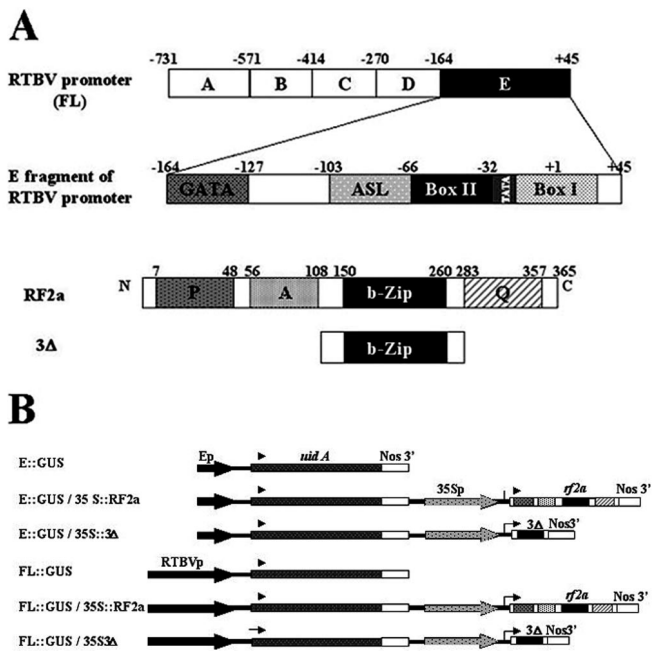 A
-731 -571 -414 -270 -164 +45
RTBV promoter A B C D E
(FL)
-164 -127 -103 -66 -32 +1 +45
E fragment of GATA ASL Box II TATA Box I
RTBV promoter
7 48 56 108 150 260 283 357 365
RF2a N P A b-Zip Q C
3Δ b-Zip
B
Ep uid A Nos 3'
E::GUS
35Sp rf2a Nos 3'
E::GUS / 35 S::RF2a
3Δ Nos3'
E::GUS / 35S::3Δ
RTBVp
FL::GUS
rf2a Nos 3'
FL::GUS / 35S::RF2a
3Δ Nos3'
FL::GUS / 35S3Δ